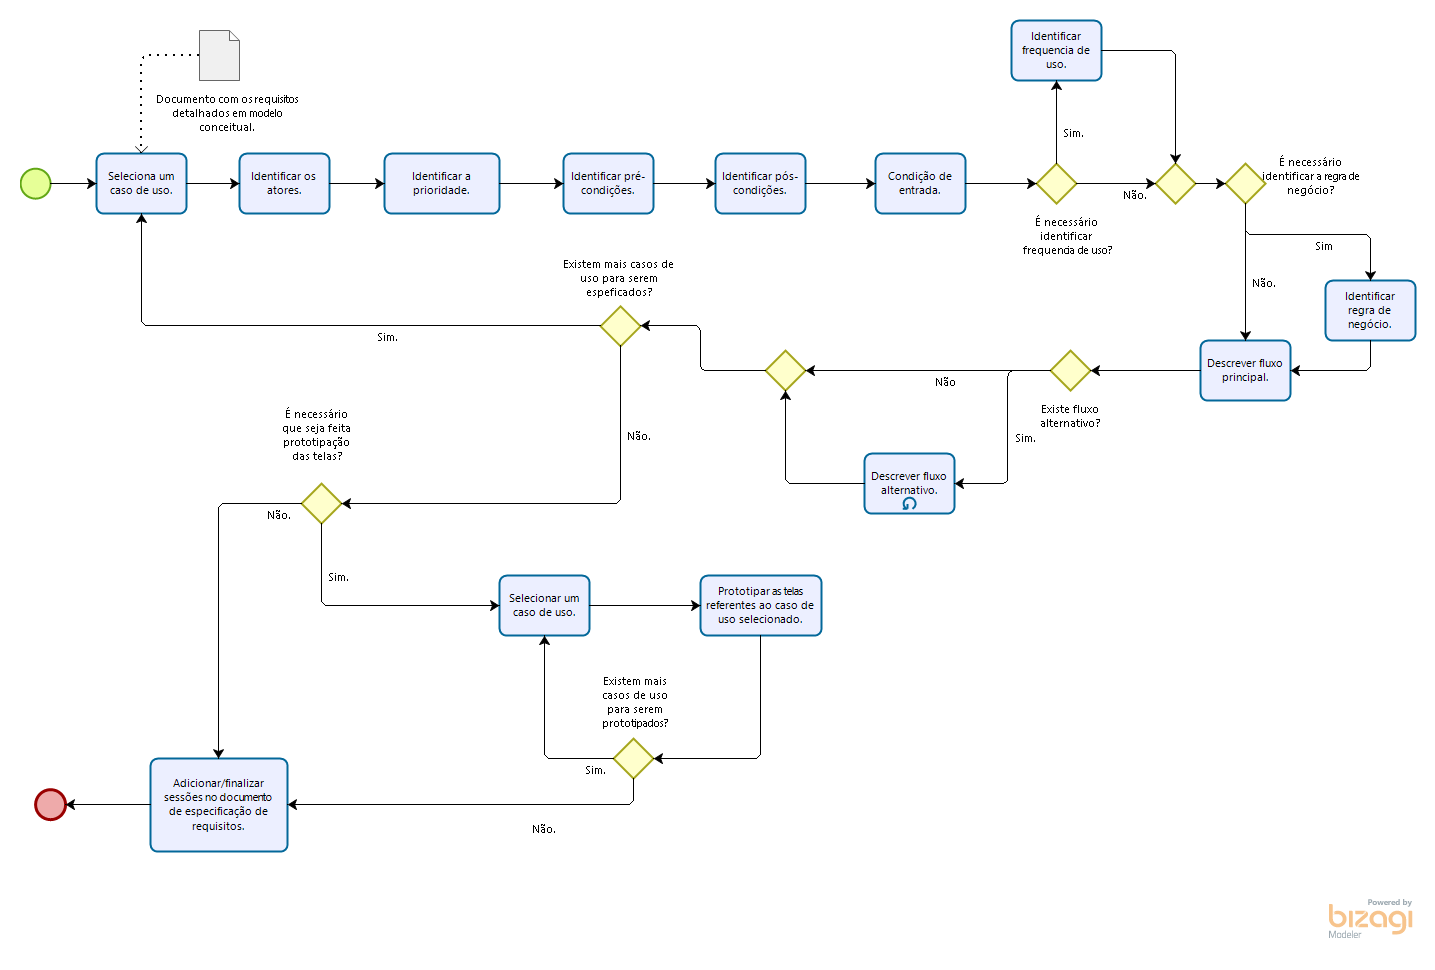 Documento com os requisitos
detalhados em modelo
conceitual.
Identificar
frequencia de
uso.
Sim.
Seleciona um
caso de uso.
Identificar os
atores.
Identificar a
prioridade.
Identificar pré-
condições.
Identificar pós-
condições.
Condição de
entrada.
É necessário
identificar
frequencia de uso?
Não.
É necessário
identificar a regra de
negócio?
Sim
Não.
Identificar
regra de
negócio.
Descrever fluxo
principal.
Existe fluxo
alternativo?
Não
Sim.
Descrever fluxo
alternativo.
Existem mais casos de
uso para serem
espeficados?
Sim.
Não.
É necessário
que seja feita
prototipação
das telas?
Não.
Sim.
Selecionar um
caso de uso.
Prototipar as telas
referentes ao caso de
uso selecionado.
Existem mais
casos de uso
para serem
prototipados?
Sim.
Não.
Adicionar/finalizar
sessões no documento
de especificação de
requisitos.
Powered by
bizagi
Modeler